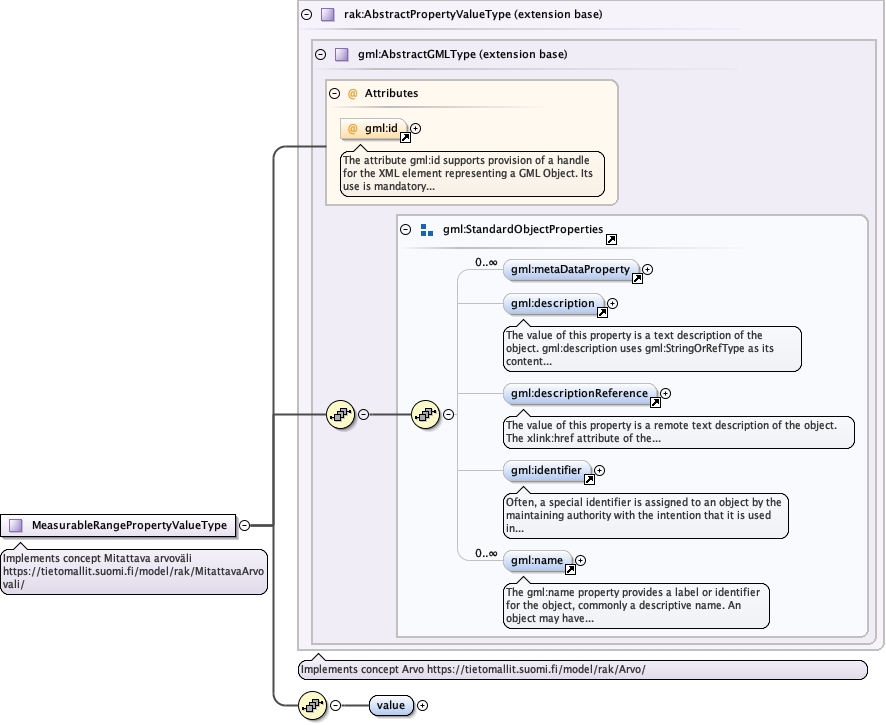 rak:AbstractPropertyValueType (extension base)
gml:AbstractGMLType (extension base)
@ Attributes
@ gml:id
The attribute gml:id supports provision of a handle
for the XML element representing a GML Object. Its
use is mandatory...
gml:StandardObjectProperties
0..∞
gml:metaDataProperty
gml:description
The value of this property is a text description of the
object. gml:description uses gml:StringOrRefType as its
content...
gml:descriptionReference
The value of this property is a remote text description of the object.
The xlink:href attribute of the...
gml:identifier
Often, a special identifier is assigned to an object by the
maintaining authority with the intention that it is used
in...
0..∞
gml:name
The gml:name property provides a label or identifier
for the object, commonly a descriptive name. An
object may have...
MeasurableRangePropertyValueType
Implements concept Mitattava arvoväli
https://tietomallit.suomi.fi/model/rak/MitattavaArvo
vali/
Implements concept Arvo https://tietomallit.suomi.fi/model/rak/Arvo/
value